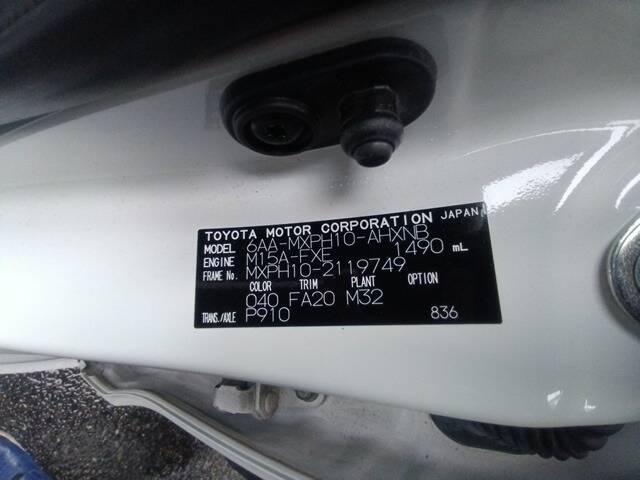 TOYOTA MOTOR CORPORATION JAPAN
MODEL 6AA-MXPH10-AHXNB
ENGINE M15A-FXE 1490 mL
FRAME No. MXPH10-2119749
COLOR TRIM PLANT OPTION
040 FA20 M32
TRANS./AXLE P910 836